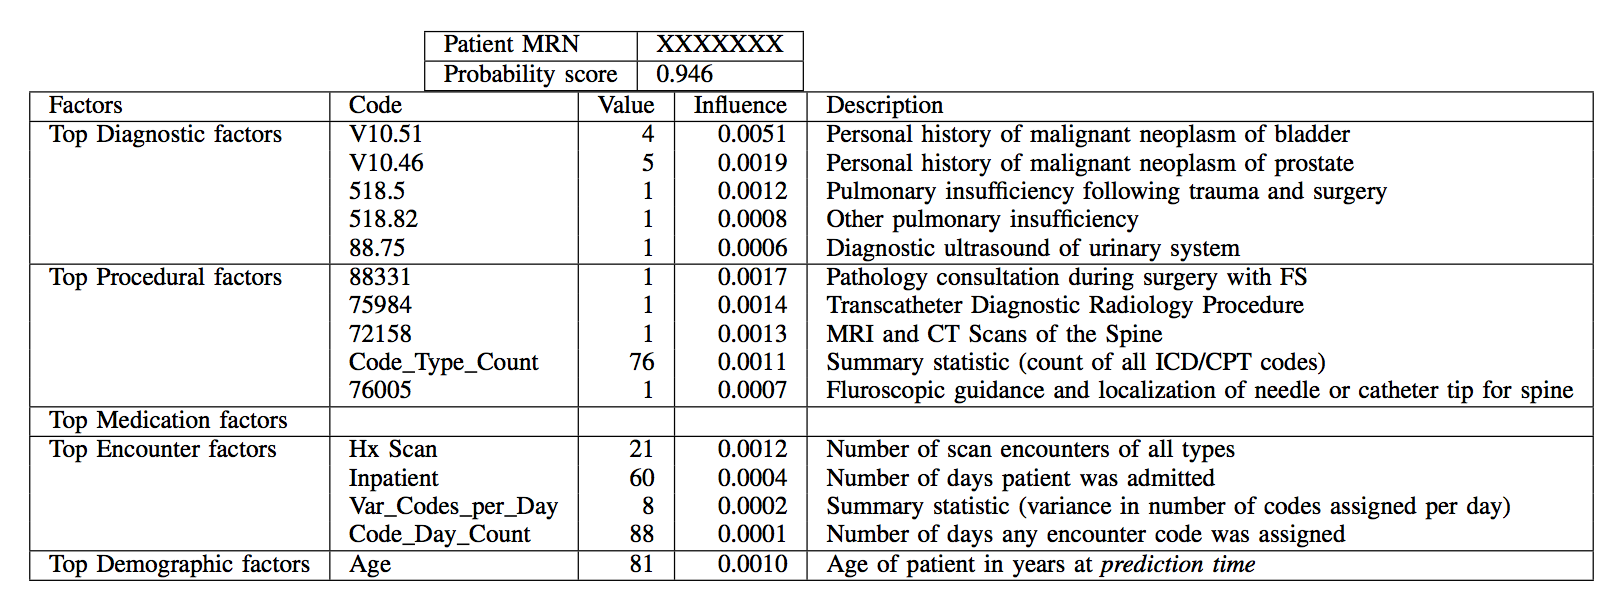 Patient MRN XXXXXXX
Probability score 0.946
Factors Code Value Influence Description
Top Diagnostic factors V10.51 4 0.0051 Personal history of malignant neoplasm of bladder
V10.46 5 0.0019 Personal history of malignant neoplasm of prostate
518.5 1 0.0012 Pulmonary insufficiency following trauma and surgery
518.82 1 0.0008 Other pulmonary insufficiency
88.75 1 0.0006 Diagnostic ultrasound of urinary system
Top Procedural factors 88331 1 0.0017 Pathology consultation during surgery with FS
75984 1 0.0014 Transcatheter Diagnostic Radiology Procedure
72158 1 0.0013 MRI and CT Scans of the Spine
Code_Type_Count 76 0.0011 Summary statistic (count of all ICD/CPT codes)
76005 1 0.0007 Fluroscopic guidance and localization of needle or catheter tip for spine
Top Medication factors
Top Encounter factors Hx Scan 21 0.0012 Number of scan encounters of all types
Inpatient 60 0.0004 Number of days patient was admitted
Var_Codes_per_Day 8 0.0002 Summary statistic (variance in number of codes assigned per day)
Code_Day_Count 88 0.0001 Number of days any encounter code was assigned
Top Demographic factors Age 81 0.0010 Age of patient in years at prediction time